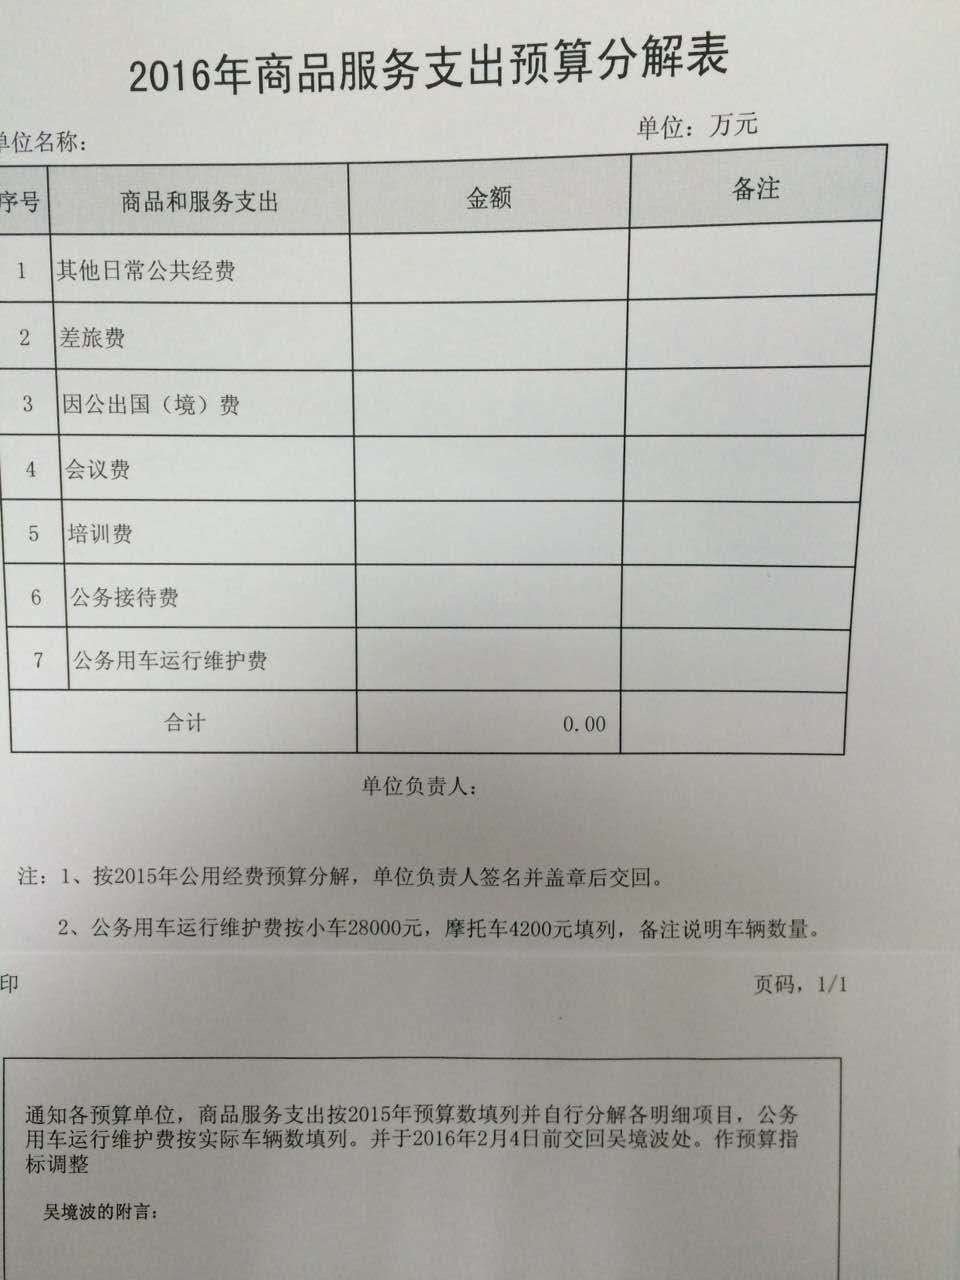 2016年商品服务支出预算分解表
单位名称： 单位：万元
序号 商品和服务支出 金额 备注
1 其他日常公共经费
2 差旅费
3 因公出国（境）费
4 会议费
5 培训费
6 公务接待费
7 公务用车运行维护费
合计 0.00
单位负责人：
注：1、按2015年公用经费预算分解，单位负责人签名并盖章后交回。
2、公务用车运行维护费按小车28000元，摩托车4200元填列，备注说明车辆数量。
印 页码，1/1
通知各预算单位，商品服务支出按2015年预算数填列并自行分解各明细项目，公务
用车运行维护费按实际车辆数填列。并于2016年2月4日前交回吴境波处。作预算指
标调整
吴境波的附言：